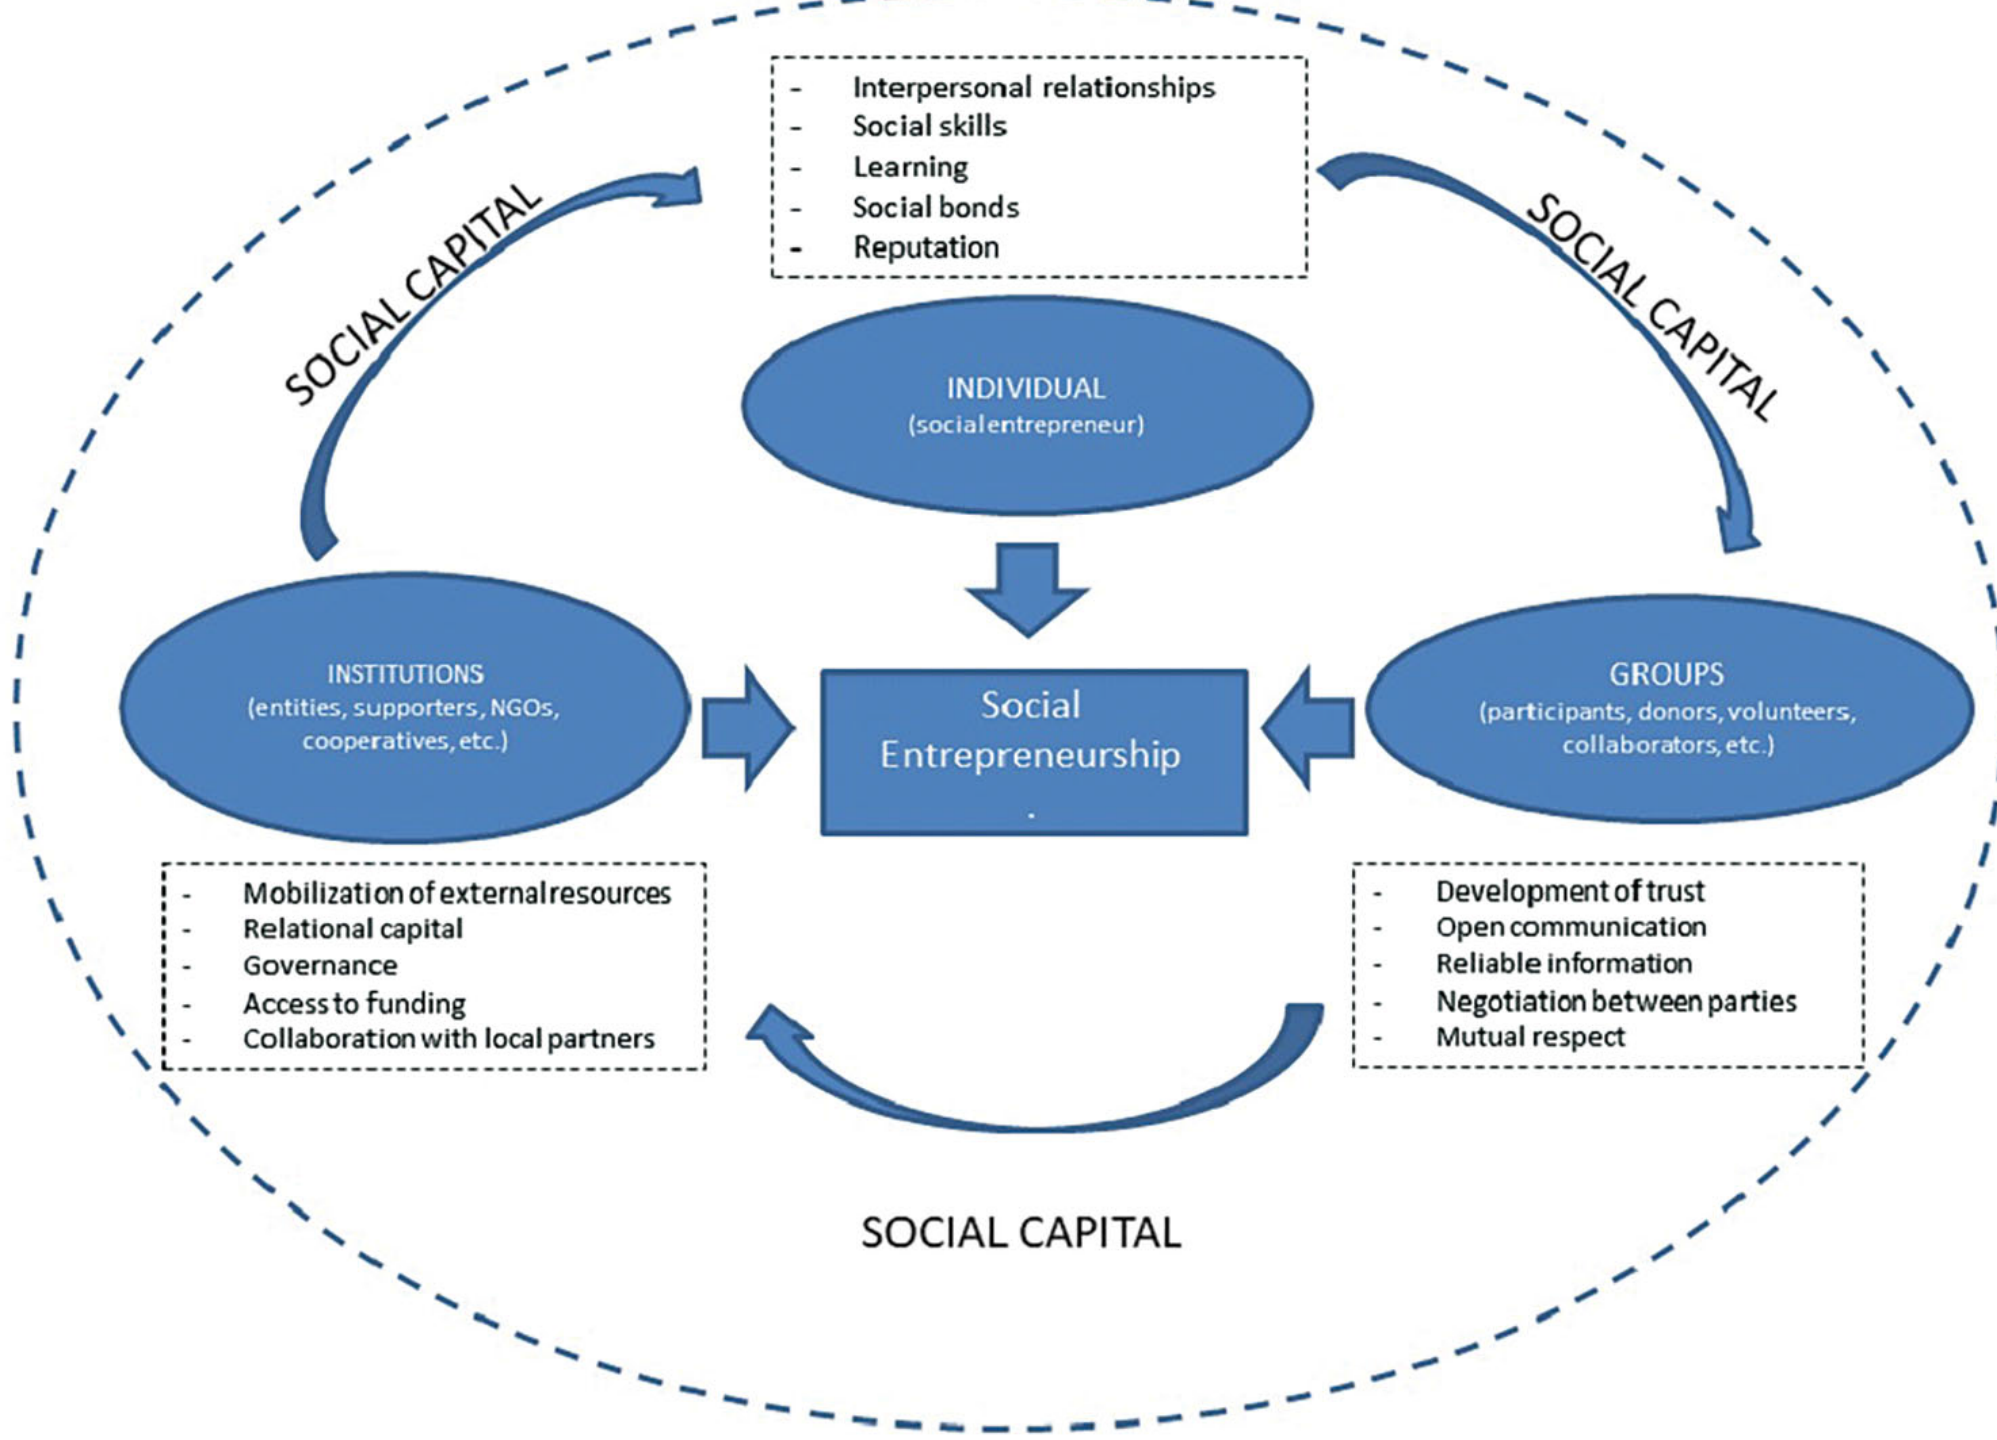 - Interpersonal relationships
- Social skills
- Learning
- Social bonds
- Reputation
SOCIAL CAPITAL
SOCIAL CAPITAL
INDIVIDUAL
(social entrepreneur)
INSTITUTIONS
(entities, supporters, NGOs,
cooperatives, etc.)
Social
Entrepreneurship
.
GROUPS
(participants, donors, volunteers,
collaborators, etc.)
- Mobilization of external resources
- Relational capital
- Governance
- Access to funding
- Collaboration with local partners
- Development of trust
- Open communication
- Reliable information
- Negotiation between parties
- Mutual respect
SOCIAL CAPITAL